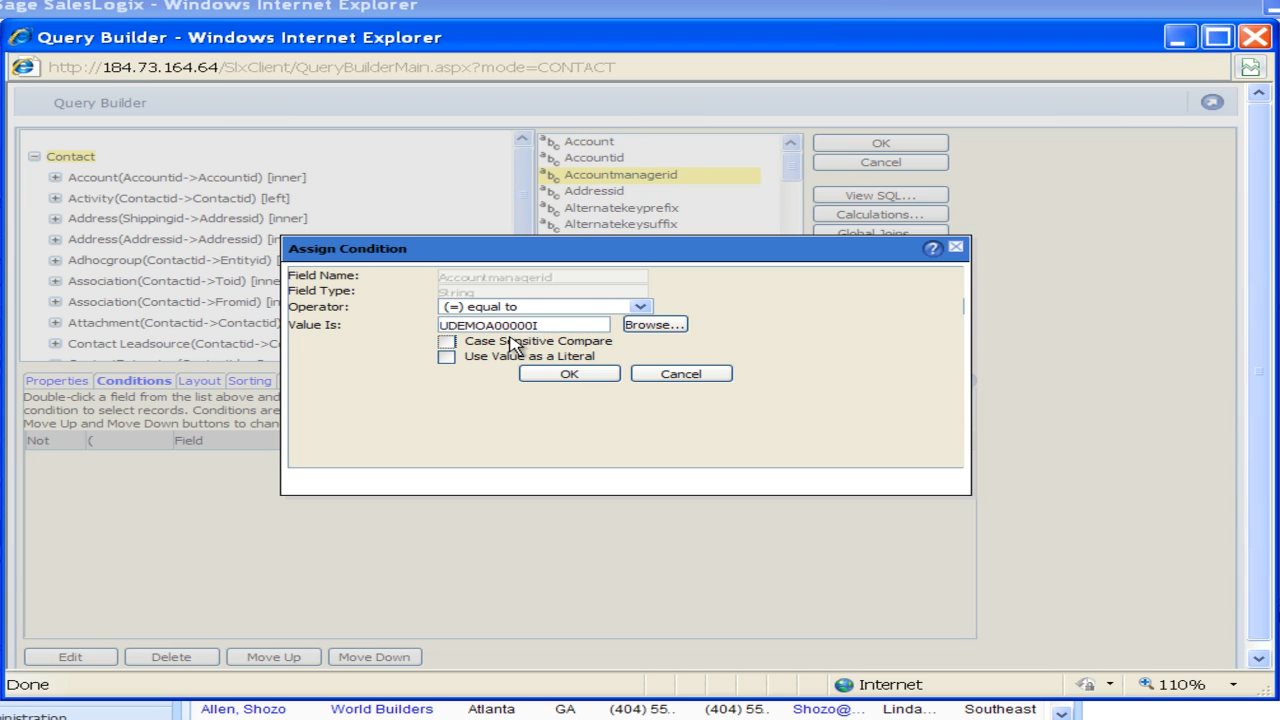 Sage SalesLogix - Windows Internet Explorer
Query Builder - Windows Internet Explorer
http://184.73.164.64/SlxClient/QueryBuilderMain.aspx?mode=CONTACT
Query Builder
Contact
Account(Contactid->Accountid) [inner]
Activity(Contactid->Contactid) [left]
Address(Shippingid->Addressid) [inner]
Address(Addressid->Addressid) [in
Adhocgroup(Contactid->Entityid) [
Association(Contactid->Toid) [inne
Association(Contactid->Fromid) [in
Attachment(Contactid->Contactid)
Contact Leadsource(Contactid->C
Account
Accountid
Accountmanagerid
Addressid
Alternatekeyprefix
Alternatekeysuffix
OK
Cancel
View SQL...
Calculations...
Global Joins...
Assign Condition
Field Name: Accountmanagerid
Field Type: String
Operator: (=) equal to
Value Is: UDEMOA00000I Browse...
Case Sensitive Compare
Use Value as a Literal
OK Cancel
Properties Conditions Layout Sorting
Double-click a field from the list above and
condition to select records. Conditions are
Move Up and Move Down buttons to chan
Not ( Field
Edit Delete Move Up Move Down
Done Internet 110%
Allen, Shozo World Builders Atlanta GA (404) 55.. (404) 55.. Shozo@... Linda... Southeast